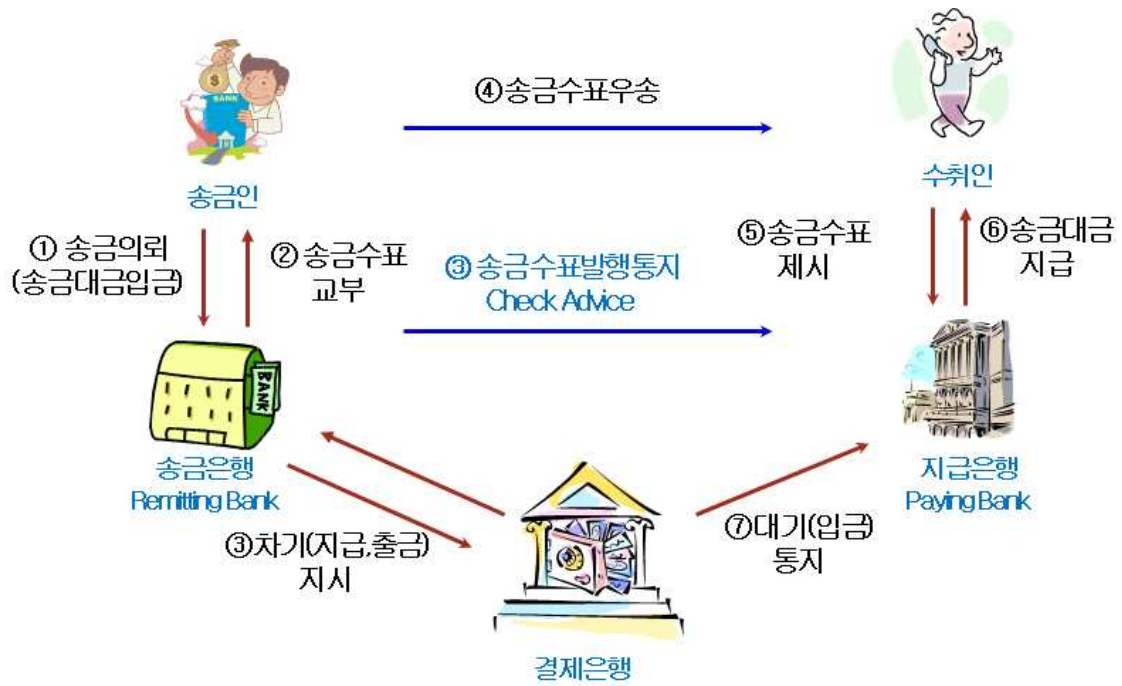 ④송금수표우송
송금인
수취인
① 송금의뢰
(송금대금입금)
② 송금수표
교부
③ 송금수표발행통지
Check Advice
⑤송금수표
제시
⑥송금대금
지급
BANK
$
BANK
송금은행
Remitting Bank
지급은행
Paying Bank
③차기(지급,출금)
지시
⑦대기(입금)
통지
결제은행